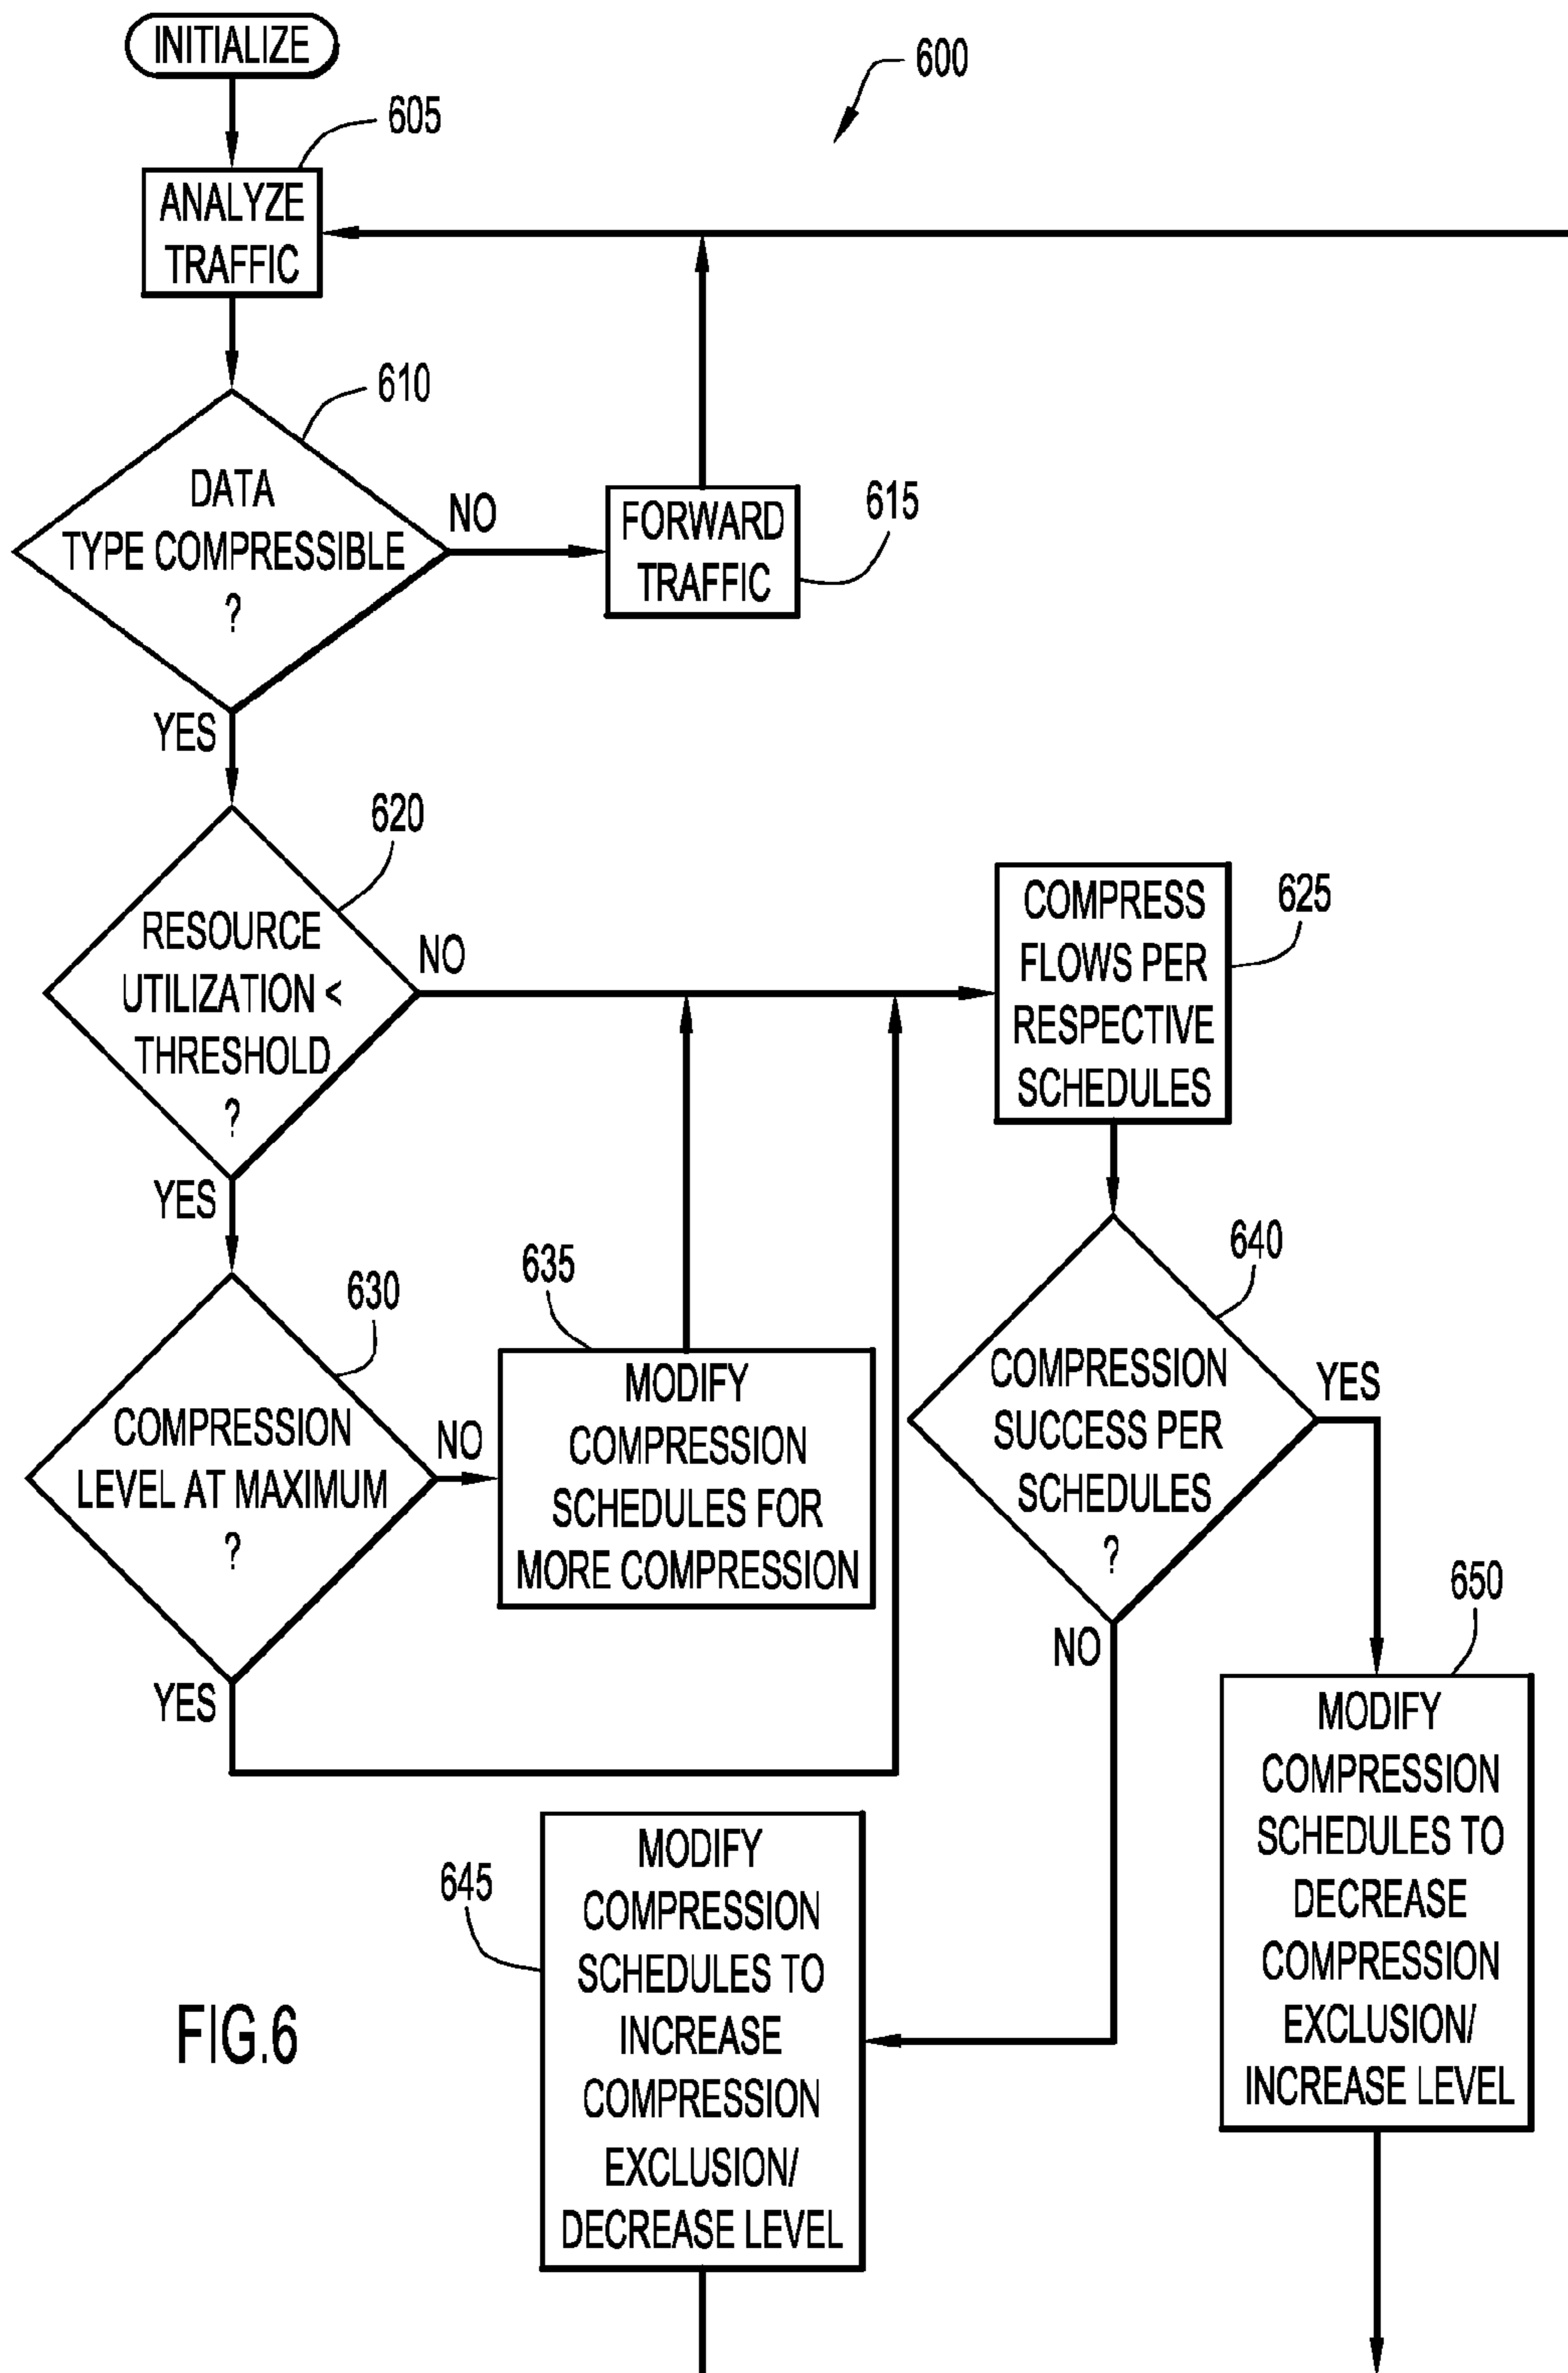 INITIALIZE
600
605
ANALYZE
TRAFFIC
610
DATA
TYPE COMPRESSIBLE
?
NO
FORWARD
TRAFFIC
615
YES
620
RESOURCE
UTILIZATION <
THRESHOLD
?
NO
COMPRESS
FLOWS PER
RESPECTIVE
SCHEDULES
625
YES
630
COMPRESSION
LEVEL AT MAXIMUM
?
NO
635
MODIFY
COMPRESSION
SCHEDULES FOR
MORE COMPRESSION
YES
640
COMPRESSION
SUCCESS PER
SCHEDULES
?
YES
NO
645
MODIFY
COMPRESSION
SCHEDULES TO
INCREASE
COMPRESSION
EXCLUSION/
DECREASE LEVEL
650
MODIFY
COMPRESSION
SCHEDULES TO
DECREASE
COMPRESSION
EXCLUSION/
INCREASE LEVEL
FIG.6